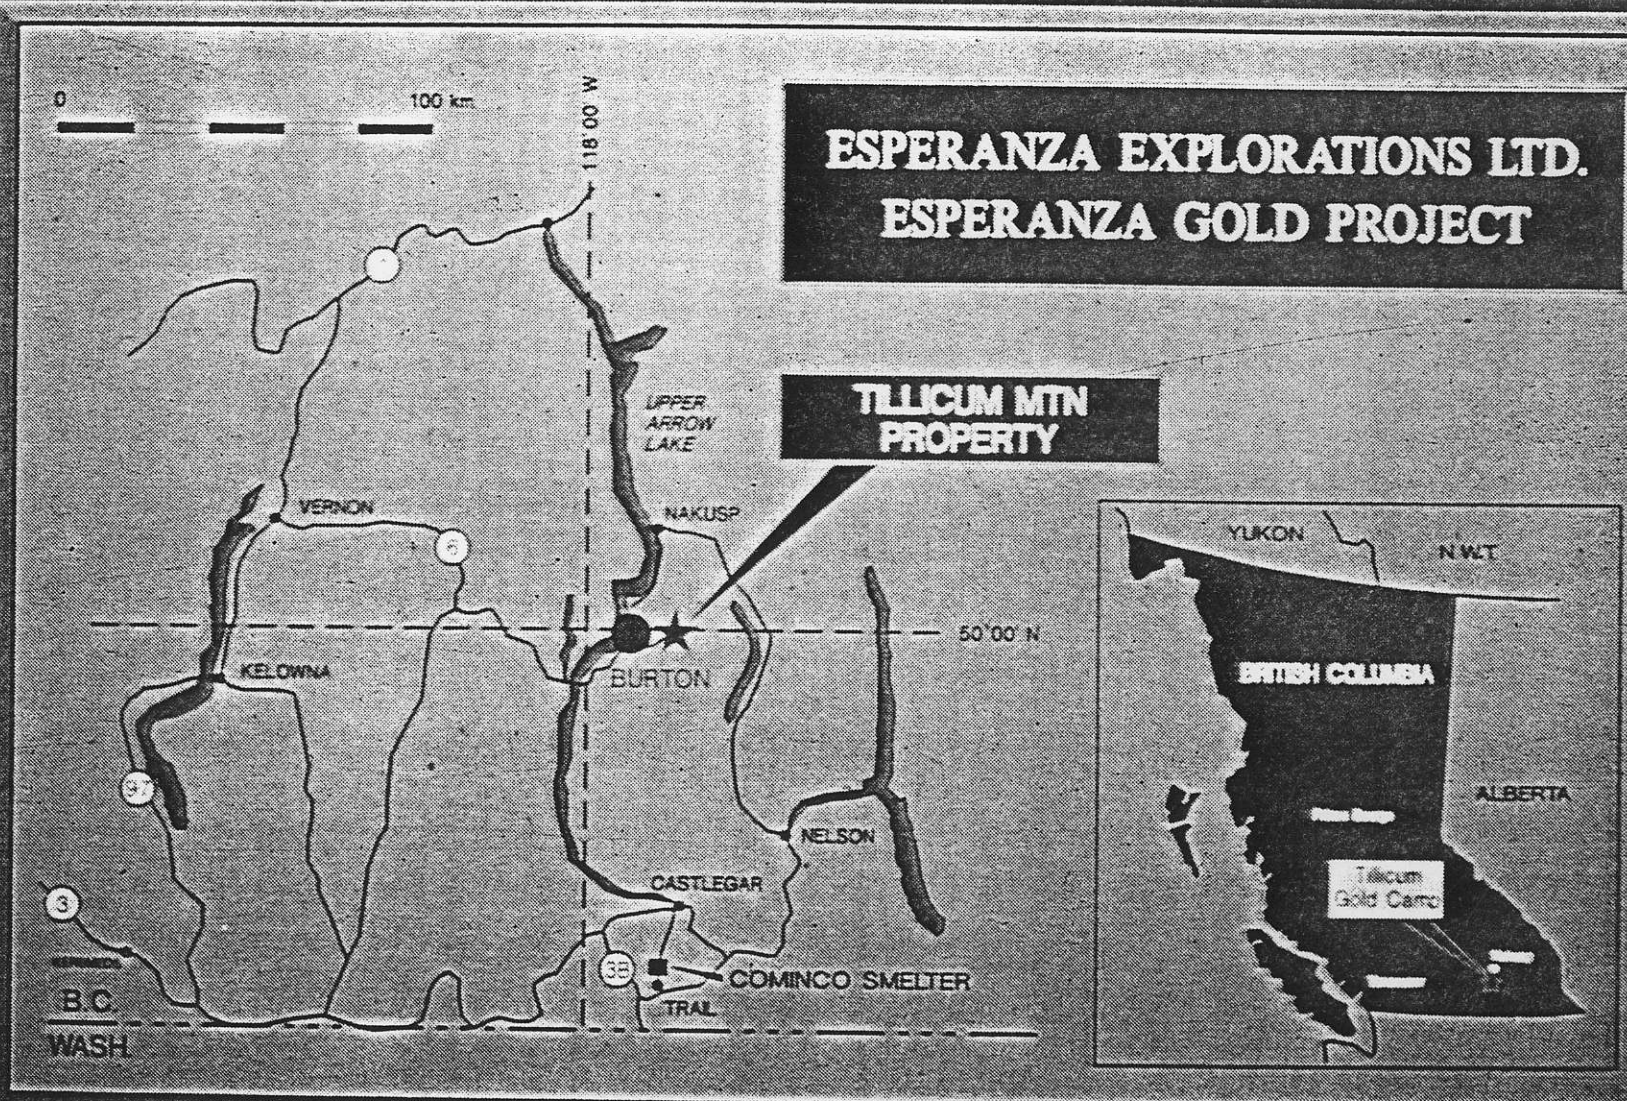 0 100 km
118°00' W
ESPERANZA EXPLORATIONS LTD.
ESPERANZA GOLD PROJECT
TILLICUM MTN
PROPERTY
UPPER
ARROW
LAKE
VERNON
NAKUSP
6
50°00' N
KELOWNA
BURTON
97
NELSON
CASTLEGAR
3
3B
COMINCO SMELTER
TRAIL
B.C.
WASH.
YUKON
N.W.T.
BRITISH COLUMBIA
ALBERTA
Prince George
Tillicum
Gold Camp